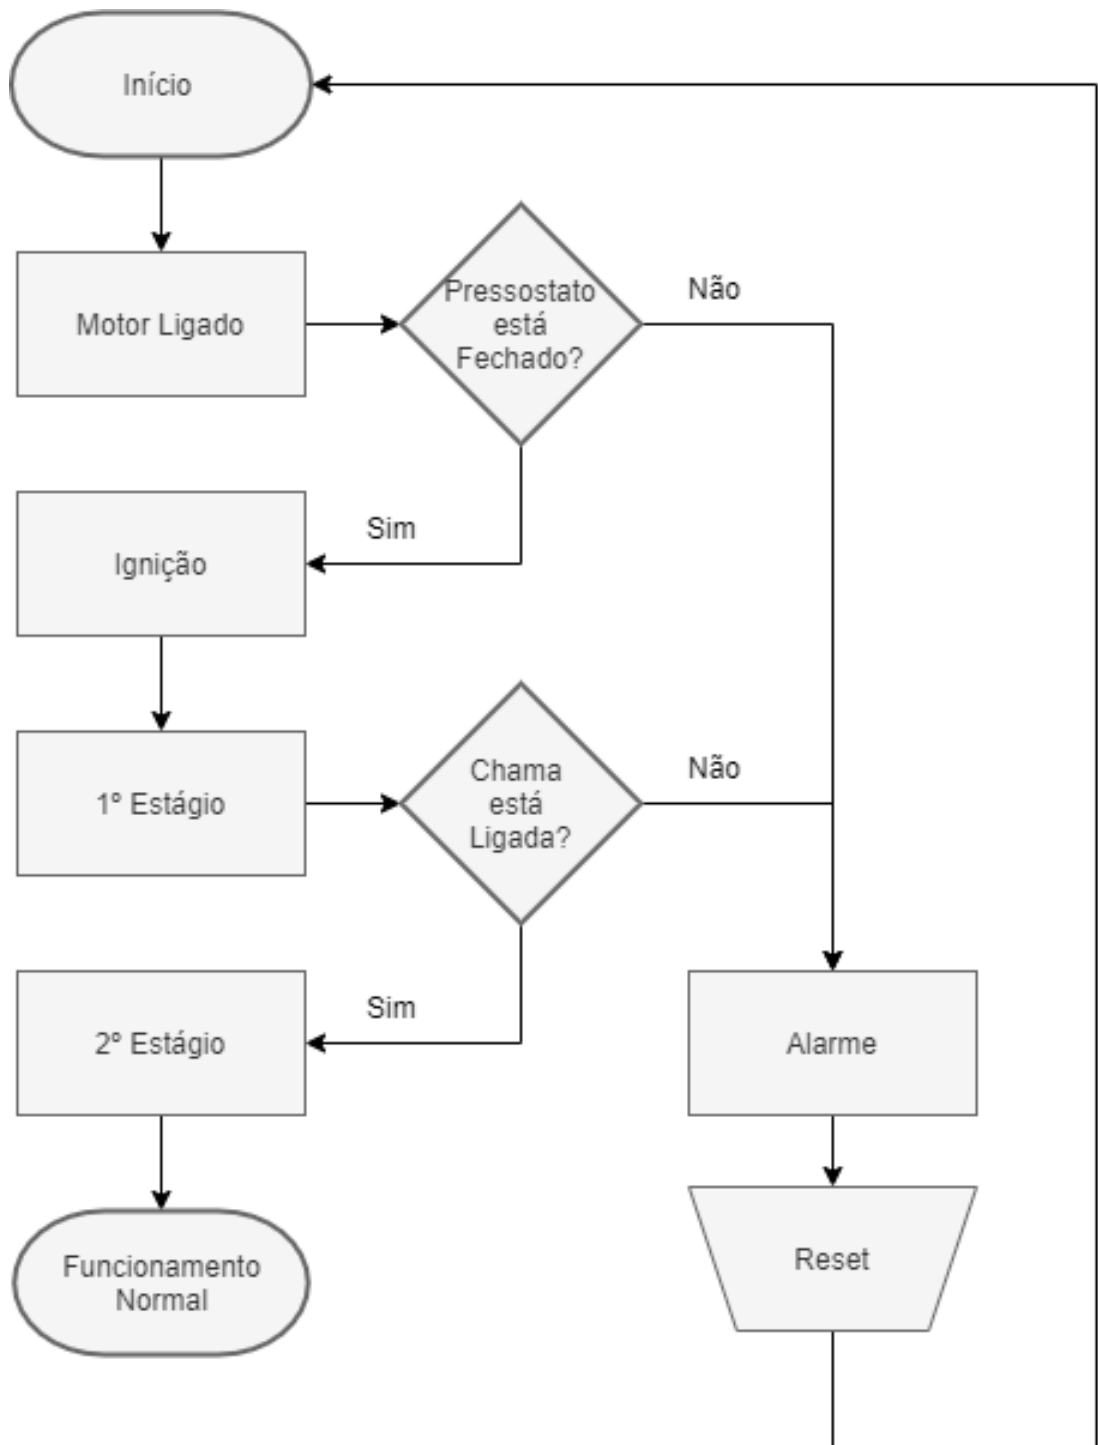 Início
Motor Ligado
Pressostato
está
Fechado?
Não
Sim
Ignição
1º Estágio
Chama
está
Ligada?
Não
Sim
2º Estágio
Alarme
Funcionamento
Normal
Reset